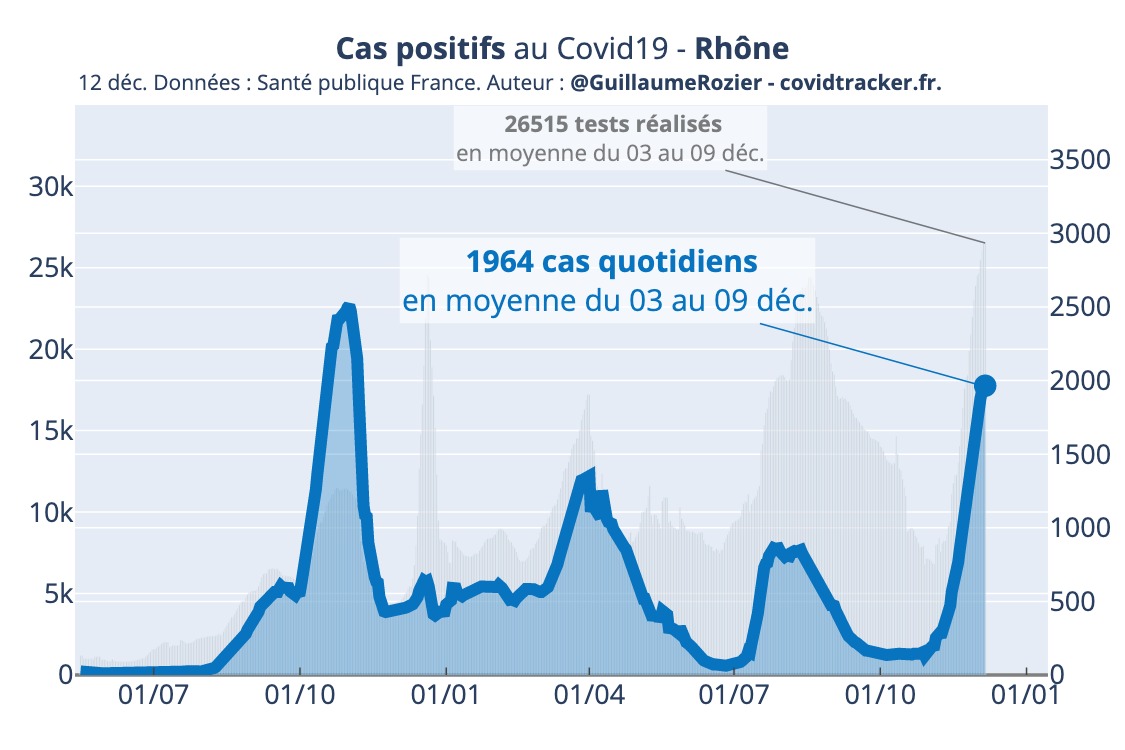 Cas positifs au Covid19 - Rhône
12 déc. Données : Santé publique France. Auteur : @GuillaumeRozier - covidtracker.fr.
26515 tests réalisés
en moyenne du 03 au 09 déc.
1964 cas quotidiens
en moyenne du 03 au 09 déc.
30k
25k
20k
15k
10k
5k
0
3500
3000
2500
2000
1500
1000
500
0
01/07
01/10
01/01
01/04
01/07
01/10
01/01